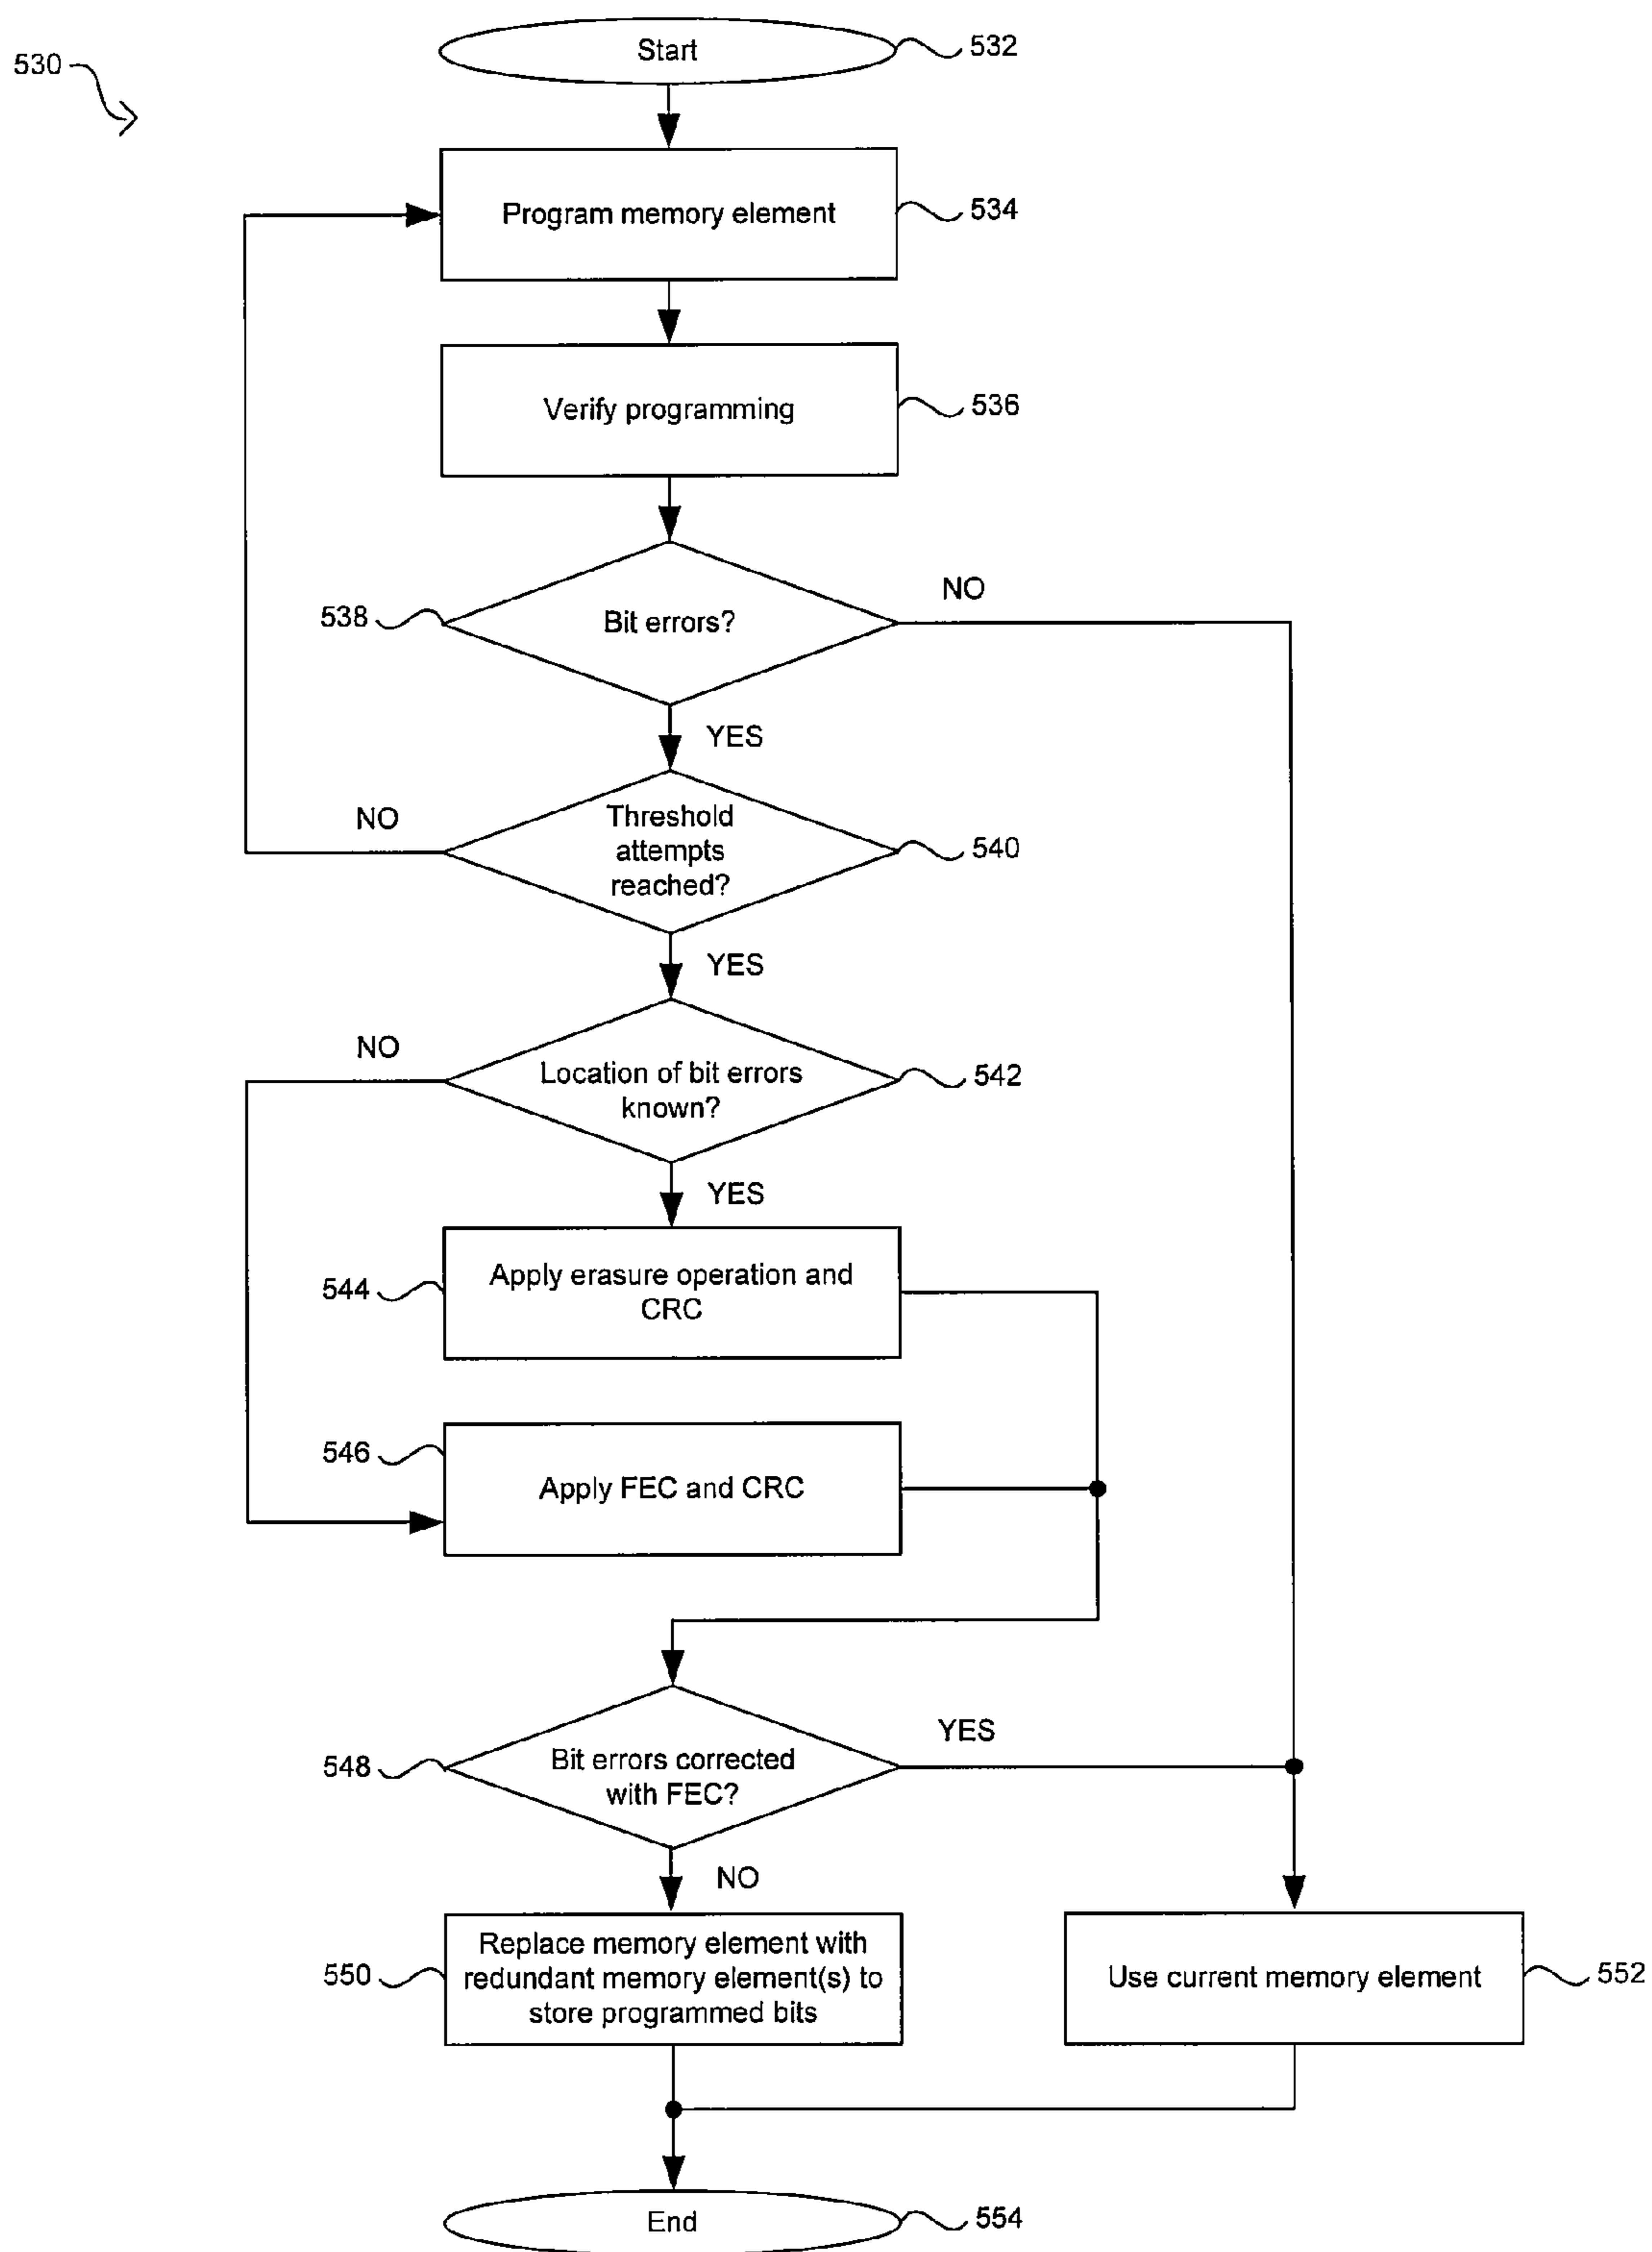 530
Start
532
Program memory element
534
Verify programming
536
538
Bit errors?
NO
YES
NO
Threshold
attempts
reached?
540
YES
NO
Location of bit errors
known?
542
YES
544
Apply erasure operation and
CRC
546
Apply FEC and CRC
548
Bit errors corrected
with FEC?
YES
NO
550
Replace memory element with
redundant memory element(s) to
store programmed bits
Use current memory element
552
End
554